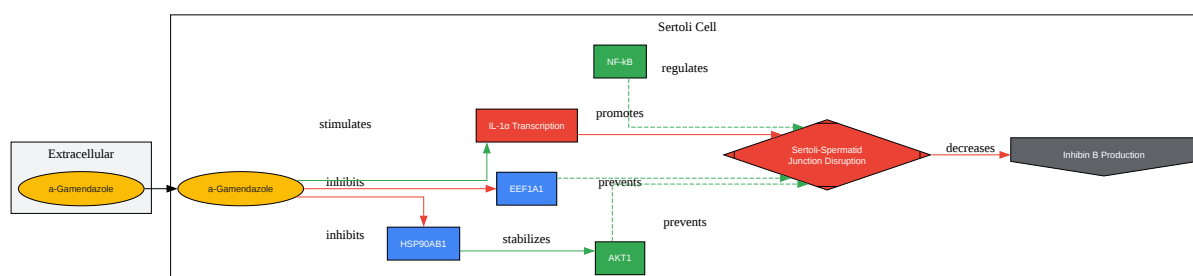 Sertoli Cell
NF-kB
regulates
stimulates
IL-1α Transcription
promotes
Extracellular
a-Gamendazole
a-Gamendazole
inhibits
EEF1A1
prevents
Sertoli-Spermatid
Junction Disruption
decreases
Inhibin B Production
inhibits
HSP90AB1
stabilizes
AKT1
prevents